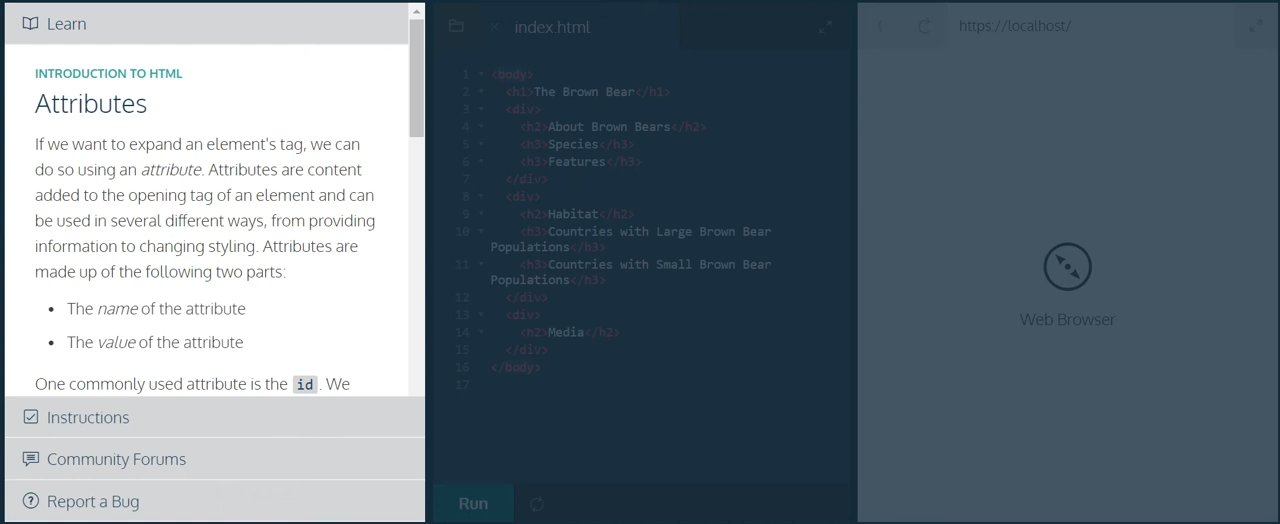 Learn
INTRODUCTION TO HTML
Attributes
If we want to expand an element's tag, we can
do so using an attribute. Attributes are content
added to the opening tag of an element and can
be used in several different ways, from providing
information to changing styling. Attributes are
made up of the following two parts:
• The name of the attribute
• The value of the attribute
One commonly used attribute is the id. We
Instructions
Community Forums
Report a Bug
index.html
1 <body>
2 <h1>The Brown Bear</h1>
3 <div>
4 <h2>About Brown Bears</h2>
5 <h3>Species</h3>
6 <h3>Features</h3>
7 </div>
8 <div>
9 <h2>Habitat</h2>
10 <h3>Countries with Large Brown Bear
Populations</h3>
11 <h3>Countries with Small Brown Bear
Populations</h3>
12 </div>
13 <div>
14 <h2>Media</h2>
15 </div>
16 </body>
17
Run
https://localhost/
Web Browser